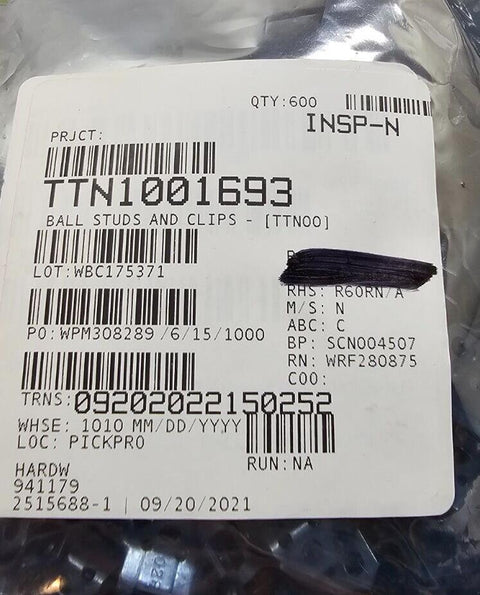 QTY:600
INSP-N
PRJCT:
TTN1001693
BALL STUDS AND CLIPS - [TTN00]
LOT:WBC175371
RHS: R60RN/A
M/S: N
ABC: C
PO:WPM308289 /6/15/1000
BP: SCN004507
RN: WRF280875
COO:
TRNS:09202022150252
WHSE: 1010 MM/DD/YYYY
LOC: PICKPRO
RUN:NA
HARDW
941179
2515688-1 | 09/20/2021